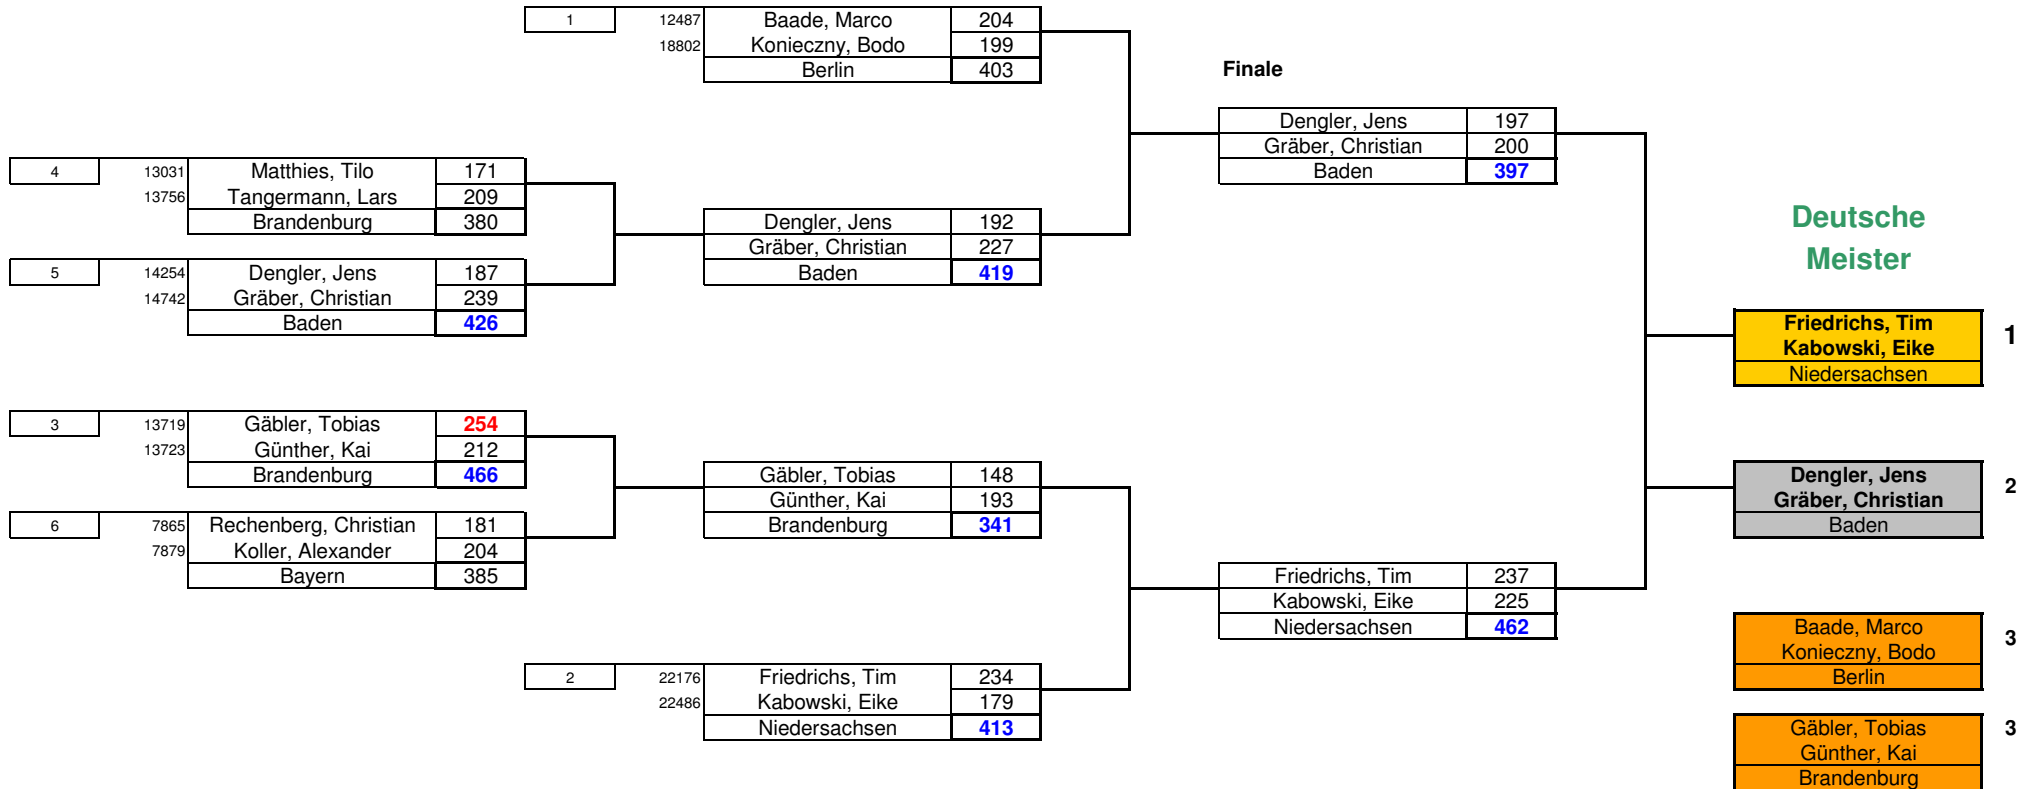 1 12487 Baade, Marco 204
18802 Konieczny, Bodo 199
Berlin 403
4 13031 Matthies, Tilo 171
13756 Tangermann, Lars 209
Brandenburg 380
5 14254 Dengler, Jens 187
14742 Gräber, Christian 239
Baden 426
Dengler, Jens 192
Gräber, Christian 227
Baden 419
3 13719 Gäbler, Tobias 254
13723 Günther, Kai 212
Brandenburg 466
6 7865 Rechenberg, Christian 181
7879 Koller, Alexander 204
Bayern 385
Gäbler, Tobias 148
Günther, Kai 193
Brandenburg 341
2 22176 Friedrichs, Tim 234
22486 Kabowski, Eike 179
Niedersachsen 413
Finale
Dengler, Jens 197
Gräber, Christian 200
Baden 397
Friedrichs, Tim 237
Kabowski, Eike 225
Niedersachsen 462
Deutsche
Meister
Friedrichs, Tim 1
Kabowski, Eike
Niedersachsen
Dengler, Jens 2
Gräber, Christian
Baden
Baade, Marco 3
Konieczny, Bodo
Berlin
Gäbler, Tobias 3
Günther, Kai
Brandenburg